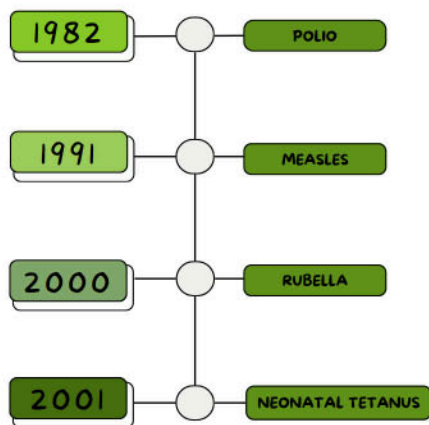 1982
POLIO
1991
MEASLES
2000
RUBELLA
2001
NEONATAL TETANUS